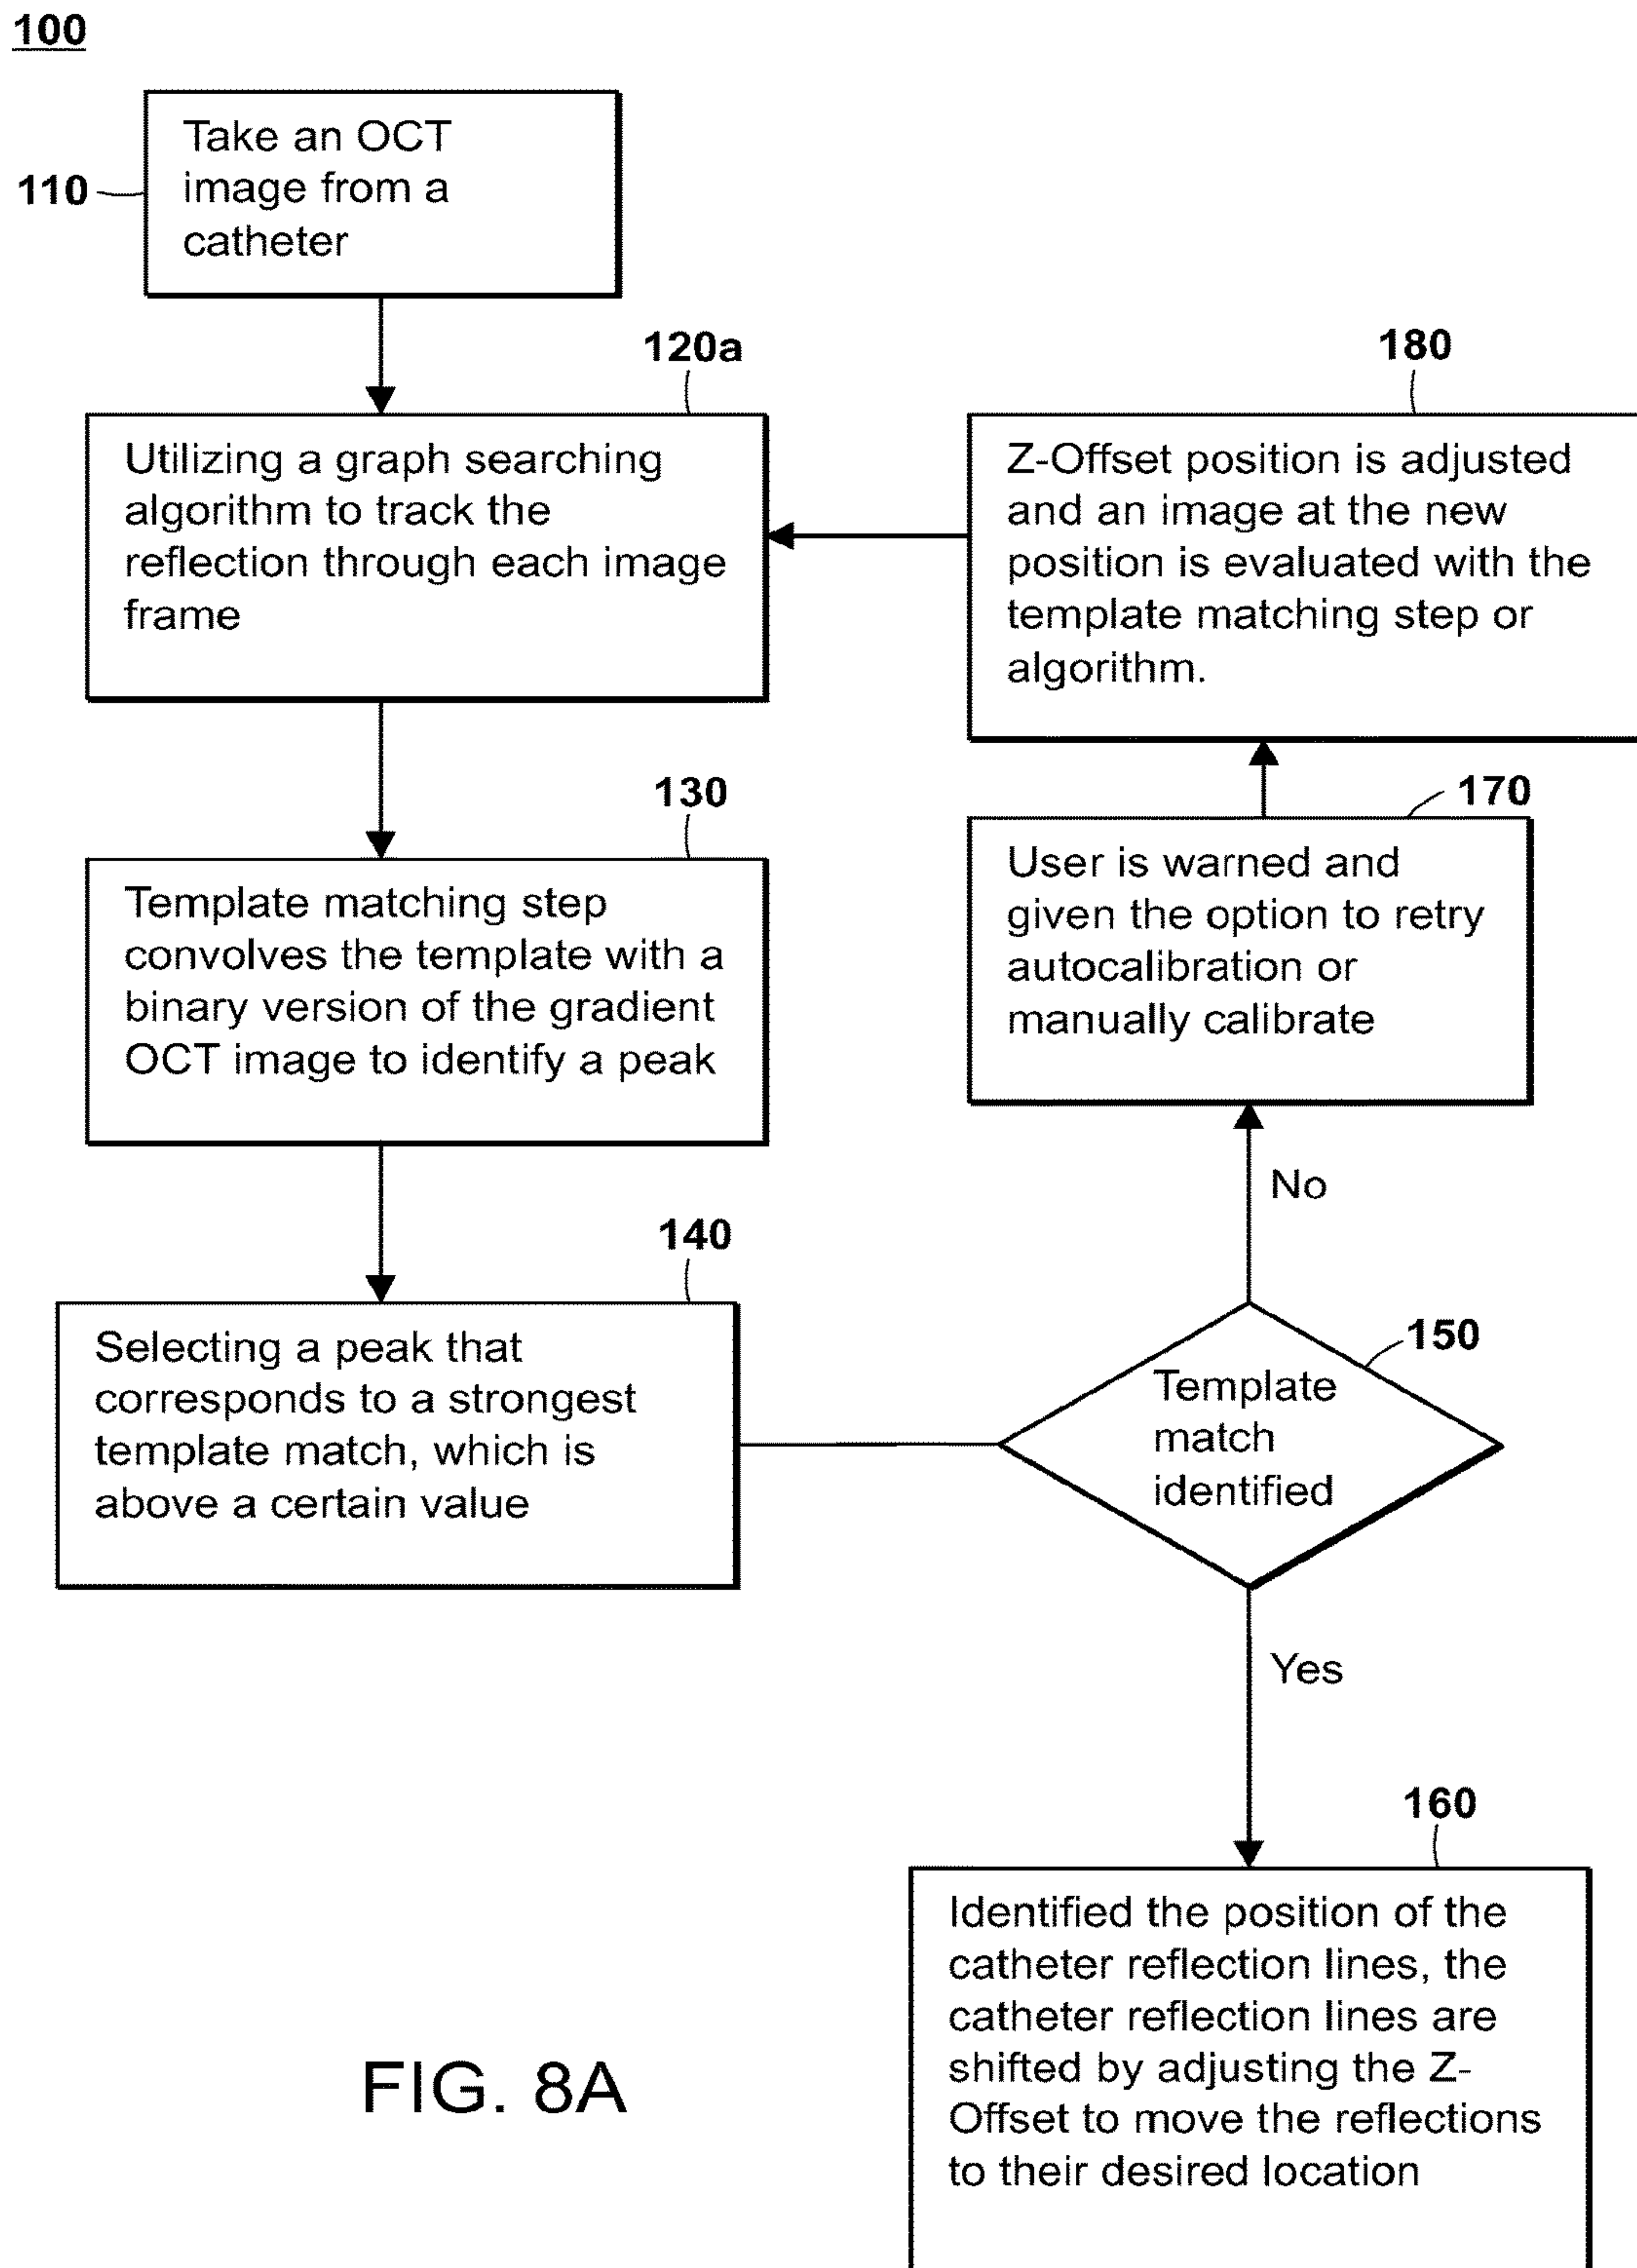 100
Take an OCT
image from a
catheter
110
120a
Utilizing a graph searching
algorithm to track the
reflection through each image
frame
180
Z-Offset position is adjusted
and an image at the new
position is evaluated with the
template matching step or
algorithm.
130
Template matching step
convolves the template with a
binary version of the gradient
OCT image to identify a peak
170
User is warned and
given the option to retry
autocalibration or
manually calibrate
No
140
Selecting a peak that
corresponds to a strongest
template match, which is
above a certain value
150
Template
match
identified
Yes
160
Identified the position of the
catheter reflection lines, the
catheter reflection lines are
shifted by adjusting the Z-
Offset to move the reflections
to their desired location
FIG. 8A